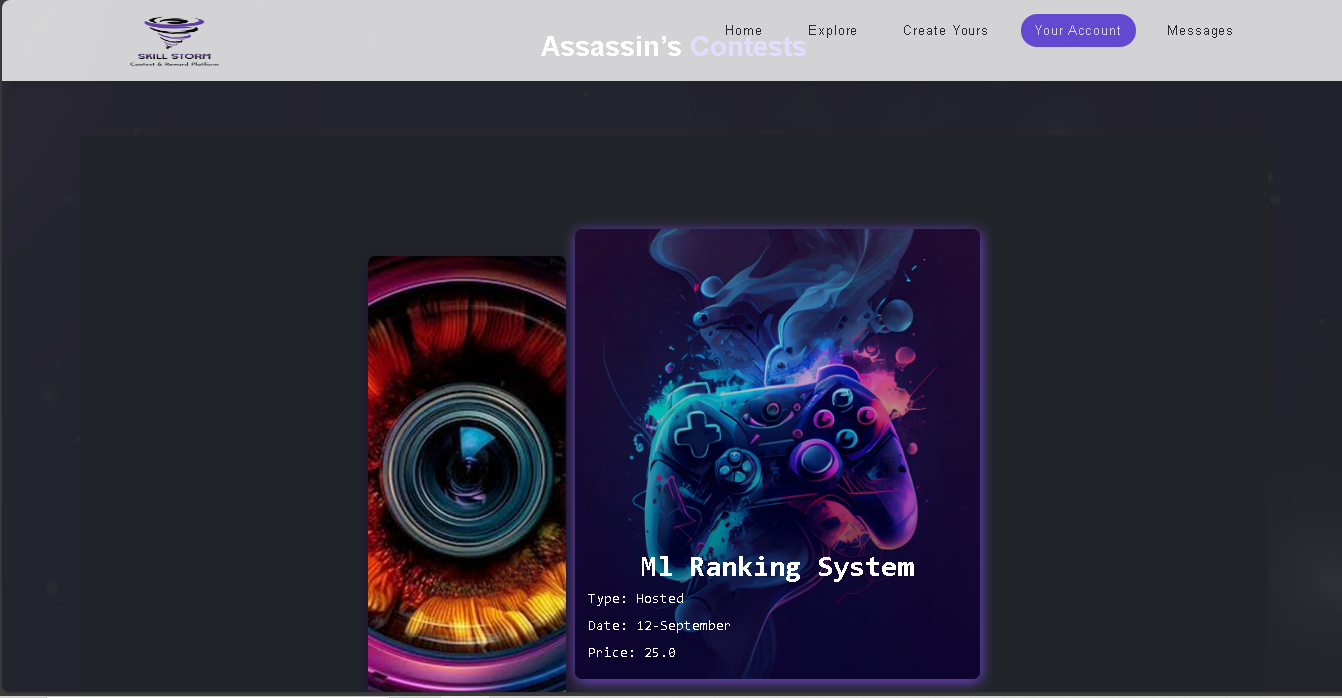 SKILL STORM
Contest & Reward Platform
Home
Explore
Create Yours
Your Account
Messages
Assassin’s Contests
Ml Ranking System
Type: Hosted
Date: 12-September
Price: 25.0